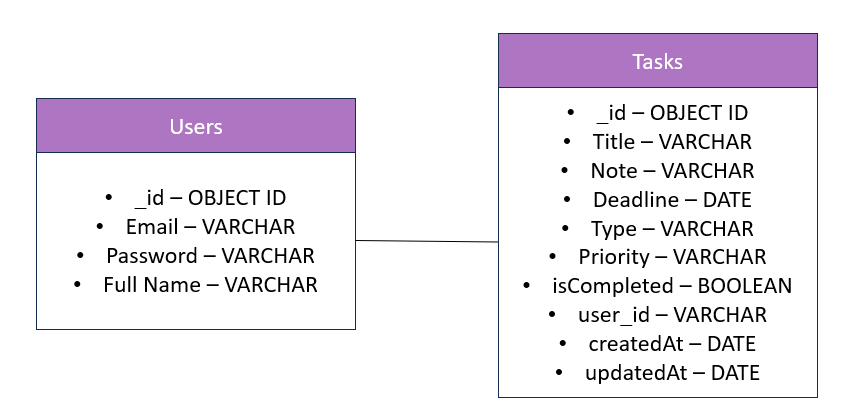 Users
• _id – OBJECT ID
• Email – VARCHAR
• Password – VARCHAR
• Full Name – VARCHAR
Tasks
• _id – OBJECT ID
• Title – VARCHAR
• Note – VARCHAR
• Deadline – DATE
• Type – VARCHAR
• Priority – VARCHAR
• isCompleted – BOOLEAN
• user_id – VARCHAR
• createdAt – DATE
• updatedAt – DATE